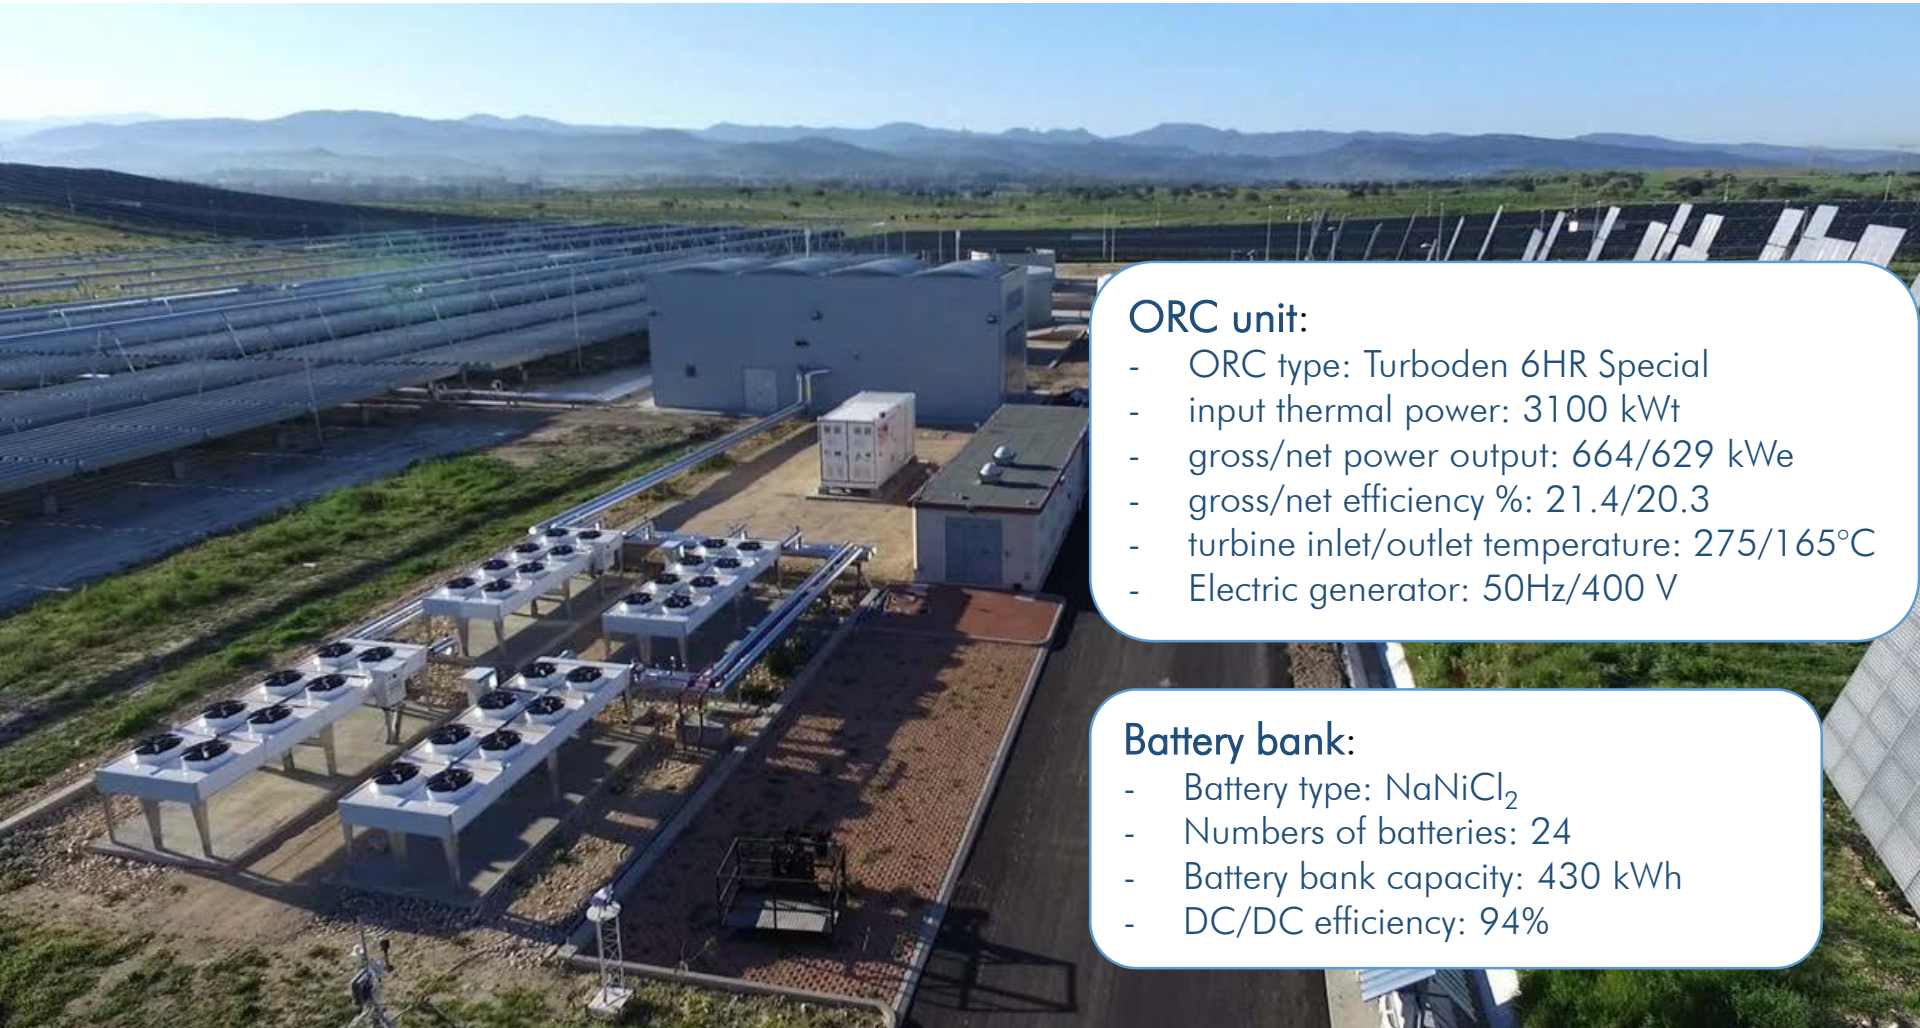 ORC unit:
- ORC type: Turboden 6HR Special
- input thermal power: 3100 kWt
- gross/net power output: 664/629 kWe
- gross/net efficiency %: 21.4/20.3
- turbine inlet/outlet temperature: 275/165°C
- Electric generator: 50Hz/400 V
Battery bank:
- Battery type: NaNiCl₂
- Numbers of batteries: 24
- Battery bank capacity: 430 kWh
- DC/DC efficiency: 94%